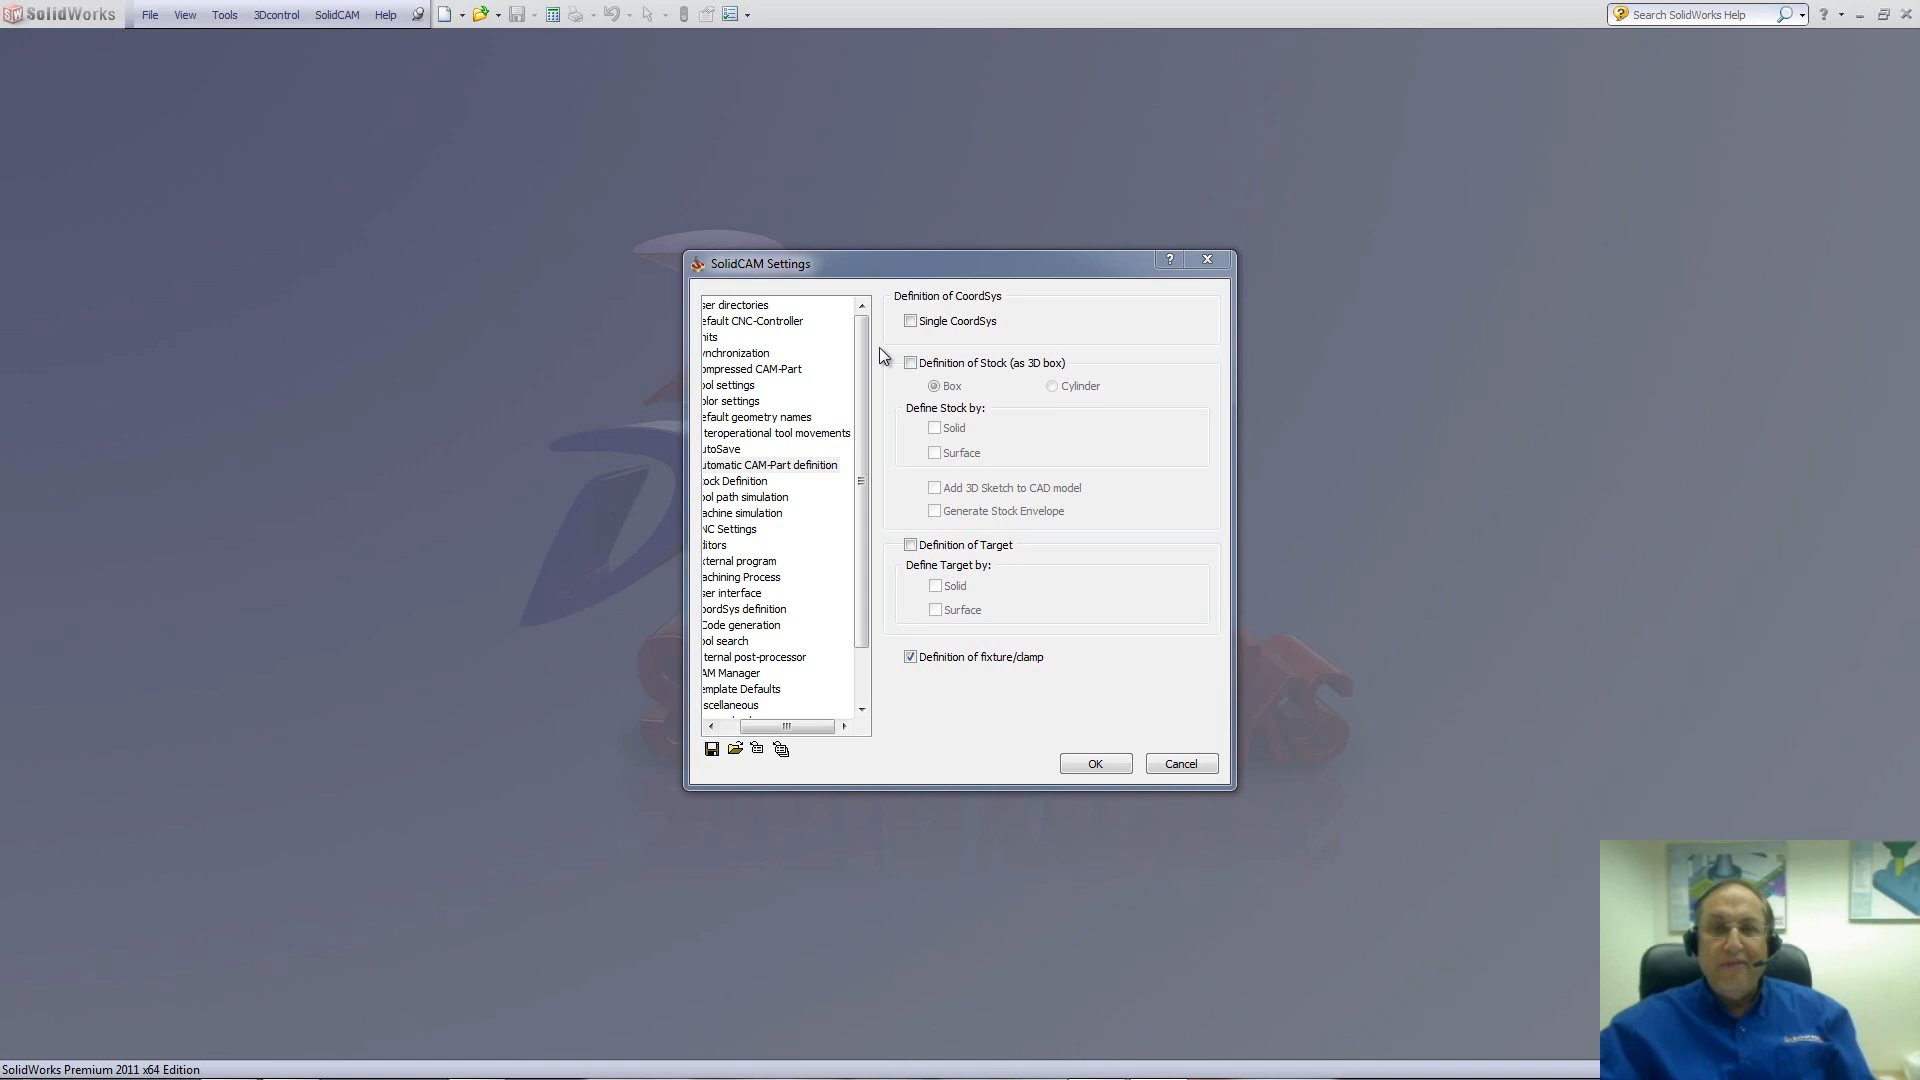 SolidWorks
File View Tools 3Dcontrol SolidCAM Help
Search SolidWorks Help
SolidCAM Settings
ser directories
efault CNC-Controller
nits
ynchronization
ompressed CAM-Part
ool settings
olor settings
efault geometry names
teroperational tool movements
utoSave
utomatic CAM-Part definition
tock Definition
ool path simulation
achine simulation
NC Settings
ditors
xternal program
achining Process
ser interface
oordSys definition
Code generation
ool search
ternal post-processor
AM Manager
emplate Defaults
iscellaneous
Definition of CoordSys
Single CoordSys
Definition of Stock (as 3D box)
Box Cylinder
Define Stock by:
Solid
Surface
Add 3D Sketch to CAD model
Generate Stock Envelope
Definition of Target
Define Target by:
Solid
Surface
Definition of fixture/clamp
OK Cancel
SolidWorks Premium 2011 x64 Edition